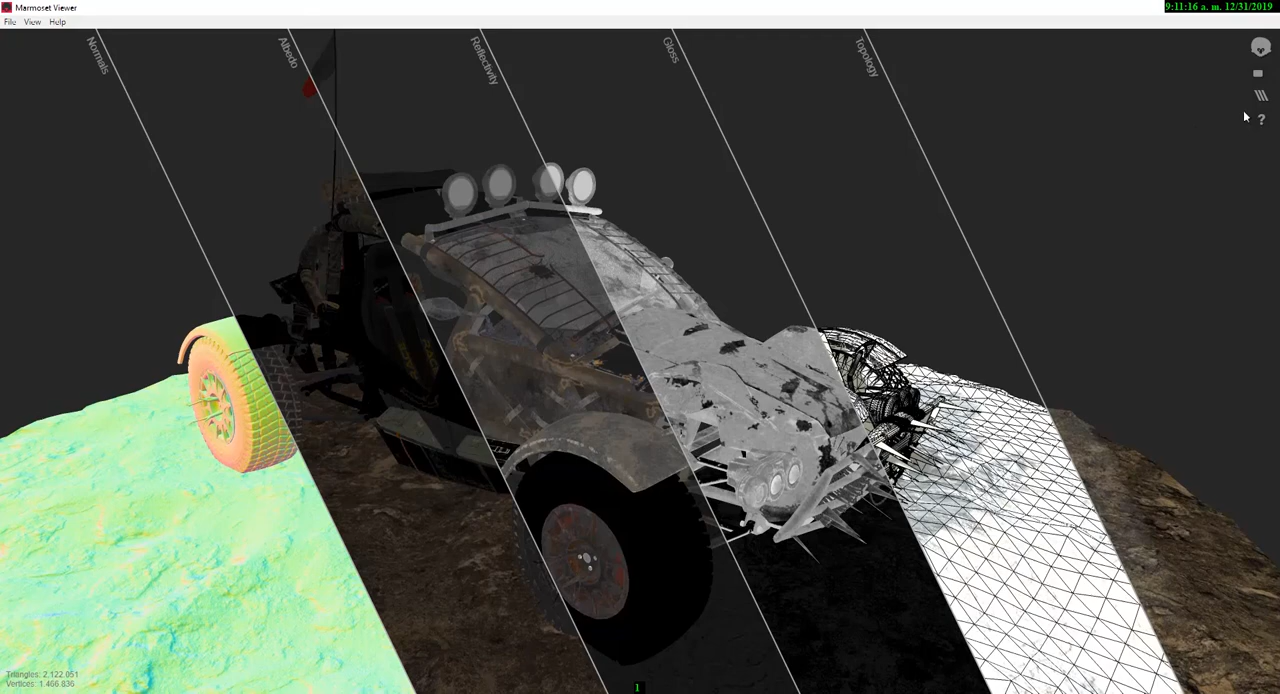 Marmoset Viewer
9:11:16 a. m. 12/31/2019
File View Help
Normals
Albedo
Reflectivity
Gloss
Topology
?
Triangles: 2,122,051
Vertices: 1,466,836
1